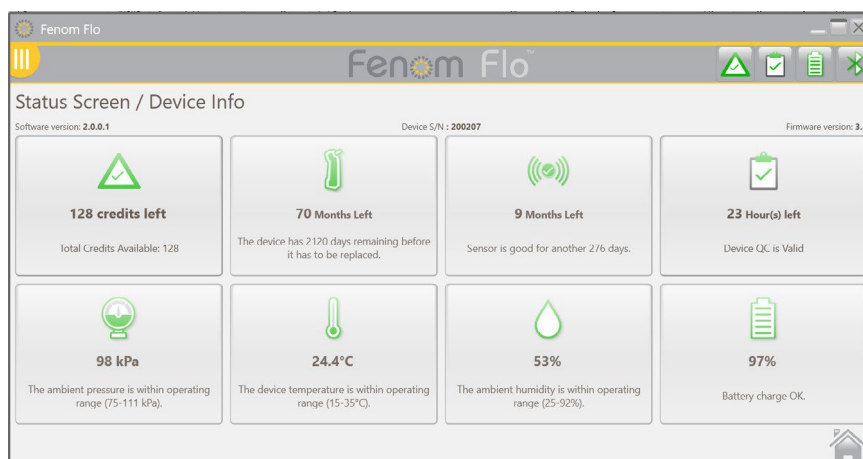 Fenom Flo
Fenom Flo™
Status Screen / Device Info
Software version: 2.0.0.1
Device S/N : 200207
Firmware version: 3.
128 credits left
Total Credits Available: 128
70 Months Left
The device has 2120 days remaining before
it has to be replaced.
9 Months Left
Sensor is good for another 276 days.
23 Hour(s) left
Device QC is Valid
98 kPa
The ambient pressure is within operating
range (75-111 kPa).
24.4°C
The device temperature is within operating
range (15-35°C).
53%
The ambient humidity is within operating
range (25-92%).
97%
Battery charge OK.